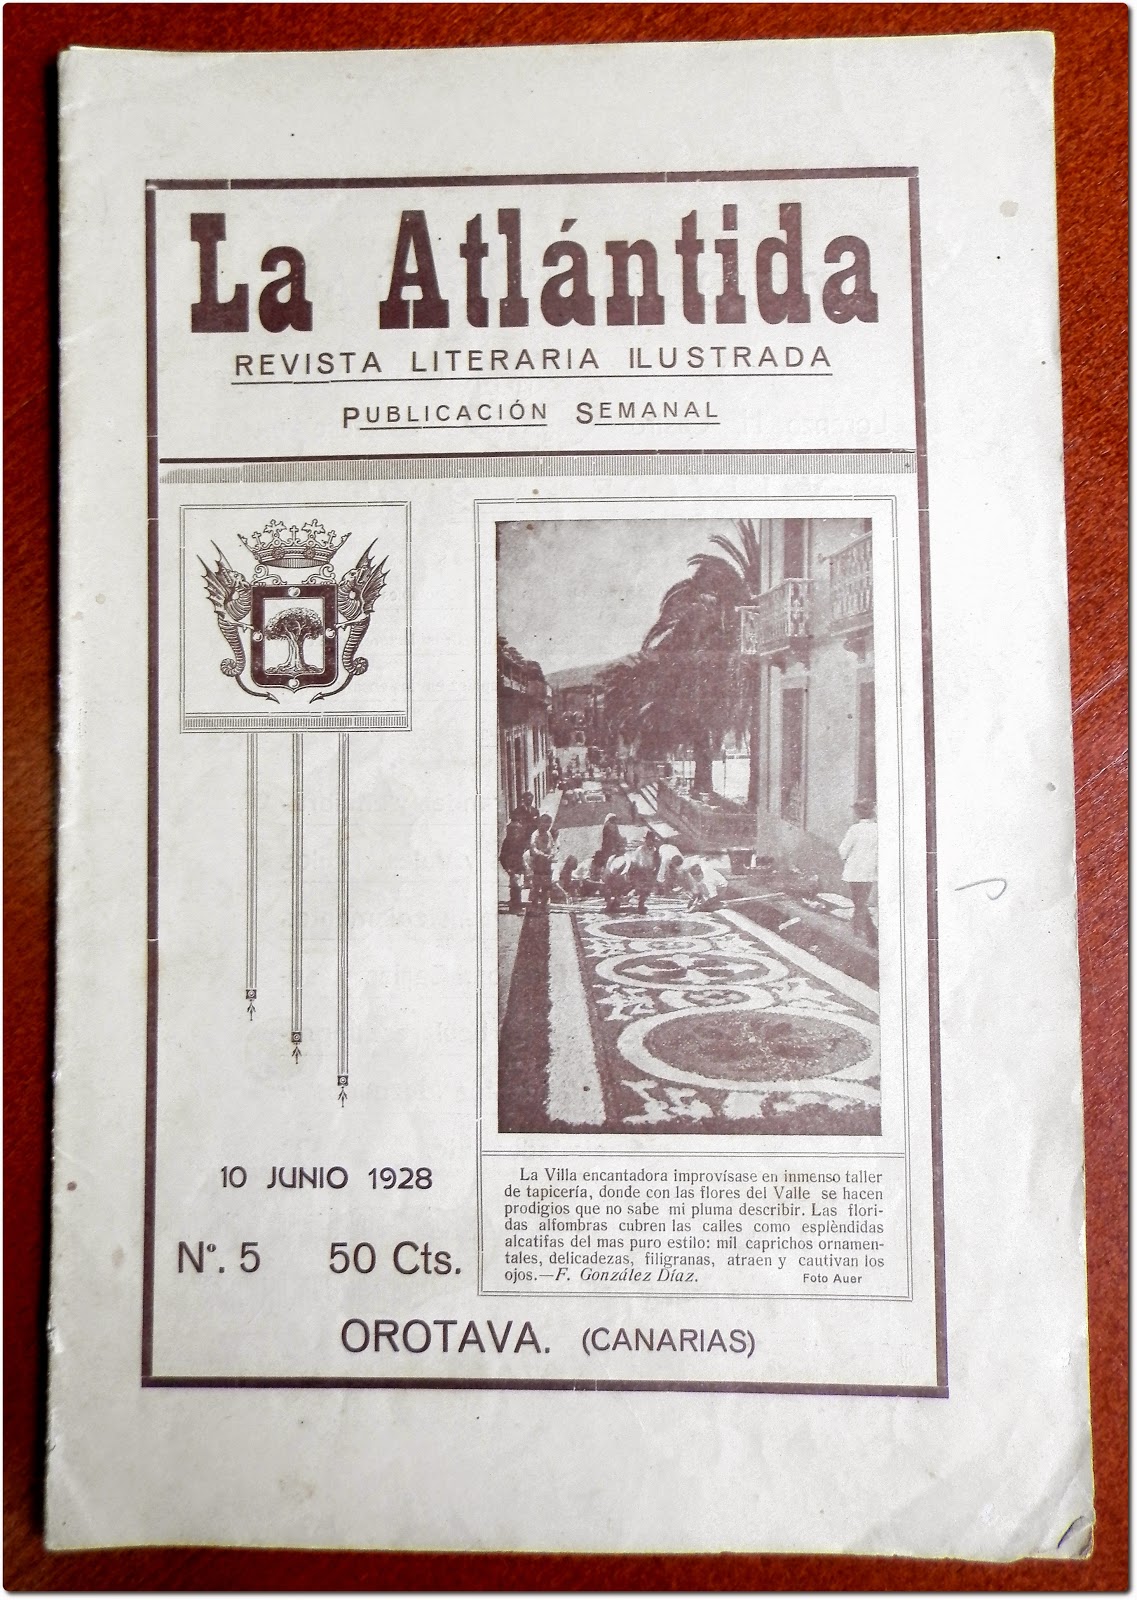 La Atlántida
REVISTA LITERARIA ILUSTRADA
PUBLICACIÓN SEMANAL
10 JUNIO 1928
Nº. 5 50 Cts.
La Villa encantadora improvísase en inmenso taller
de tapicería, donde con las flores del Valle se hacen
prodigios que no sabe mi pluma describir. Las flori-
das alfombras cubren las calles como esplèndidas
alcatifas del mas puro estilo: mil caprichos ornamen-
tales, delicadezas, filigranas, atraen y cautivan los
ojos.—F. González Díaz. Foto Auer
OROTAVA. (CANARIAS)